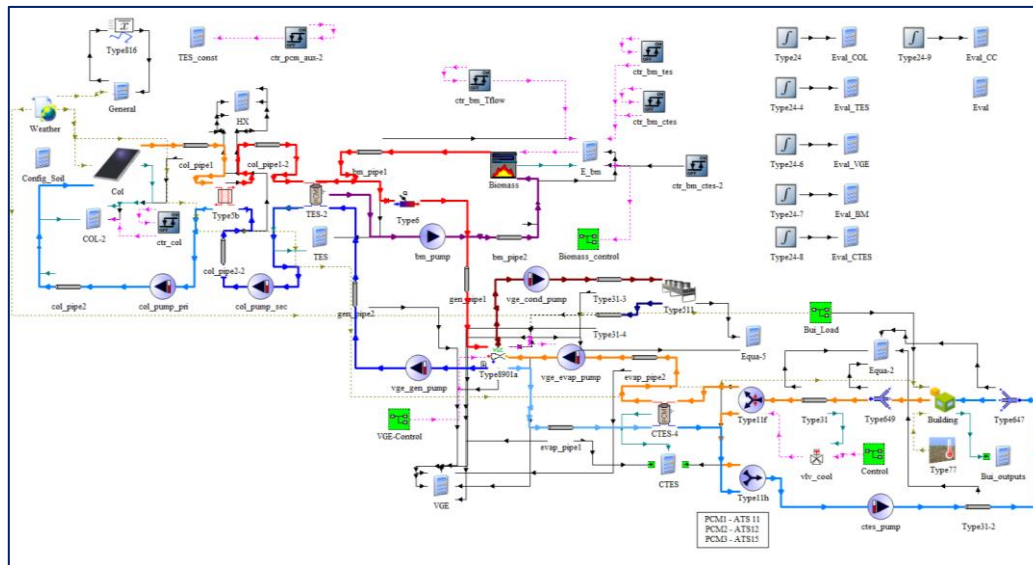 Type816
TES_const
ctr_pcm_aux-2
ctr_bm_tes
Type24
Eval_COL
Type24-9
Eval_CC
ctr_bm_Tflow
General
HX
ctr_bm_ctes
Type24-4
Eval_TES
Eval
Weather
col_pipe1
col_pipe1-2
bm_pipe1
Biomass
E_bm
ctr_bm_ctes-2
Config_Soil
Col
Type24-6
Eval_VGE
Type5b
TES-2
Type6
COL-2
ctr_col
Type24-7
Eval_BM
TES
bm_pump
bm_pipe2
Biomass_control
col_pipe2-2
Type24-8
Eval_CTES
gen_pipe1
vge_cond_pump
Type31-3
Type511
col_pipe2
col_pump_pri
col_pump_sec
gen_pipe2
Bui_Load
Type31-4
Equa-5
Equa-2
vge_gen_pump
Type8901a
vge_evap_pump
evap_pipe2
Type11f
Type31
Type649
Building
Type647
VGE-Control
CTES-4
evap_pipe1
vlv_cool
Control
Type77
Bui_outputs
VGE
CTES
Type11h
ctes_pump
Type31-2
PCM1 - ATS 11
PCM2 - ATS12
PCM3 - ATS15